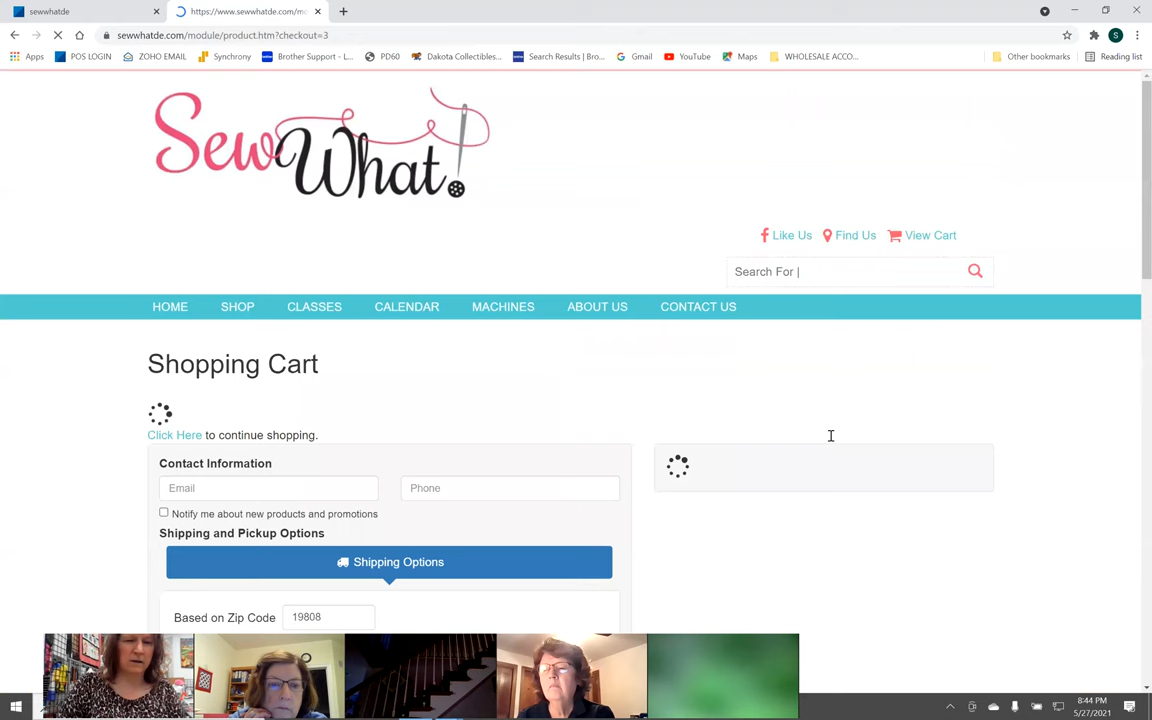 sewwhatde
https://www.sewwhatde.com/m
sewwhatde.com/module/product.htm?checkout=3
Apps POS LOGIN ZOHO EMAIL Synchrony Brother Support - L... PD60 Dakota Collectibles... Search Results | Bro... Gmail YouTube Maps WHOLESALE ACCO... Other bookmarks Reading list
Sew What!
Like Us Find Us View Cart
Search For |
HOME SHOP CLASSES CALENDAR MACHINES ABOUT US CONTACT US
Shopping Cart
Click Here to continue shopping.
Contact Information
Email Phone
Notify me about new products and promotions
Shipping and Pickup Options
Shipping Options
Based on Zip Code 19808
8:44 PM
5/27/2021